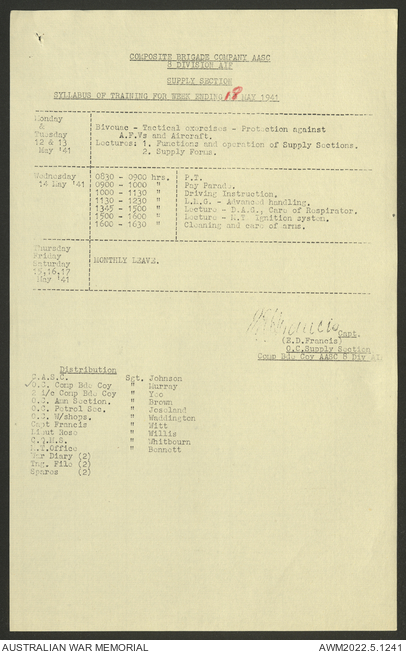 COMPOSITE BRIGADE COMPANY AASC
8 DIVISION AIF
SUPPLY SECTION
SYLLABUS OF TRAINING FOR WEEK ENDING 18 MAY 1941
Monday
&
Tuesday
12 & 13
May '41
Bivouac - Tactical exercises - Protection against
A.F.Vs and Aircraft.
Lectures: 1. Functions and operation of Supply Sections.
2. Supply Forms.
Wednesday
14 May '41
0830 - 0900 hrs. P.T.
0900 - 1000 " Pay Parade.
1000 - 1130 " Driving Instruction.
1130 - 1230 " L.M.G. - Advanced handling.
1345 - 1500 " Lecture - D.A.G., Care of Respirator.
1500 - 1600 " Lecture - M.T. Ignition system.
1600 - 1630 " Cleaning and care of arms.
Thursday
Friday
Saturday
15,16,17
May '41
MONTHLY LEAVE.
Francis Capt.
(E.D.Francis)
O.C.Supply Section
Comp Bde Coy AASC 8 Div AIF
Distribution
O.C. Comp Bde Coy
2 i/c Comp Bde Coy
O.C. Amn Section.
O.C. Petrol Sec.
O.C. W/shops.
Capt Francis
Lieut Rose
C.Q.M.S.
M.T.Office
War Diary (2)
Tng. File (2)
Spares (2)
Sgt. Johnson
" Murray
" Yeo
" Brown
" Joseland
" Waddington
" Witt
" Willis
" Whitbourn
" Bennett
AUSTRALIAN WAR MEMORIAL
AWM2022.5.1241